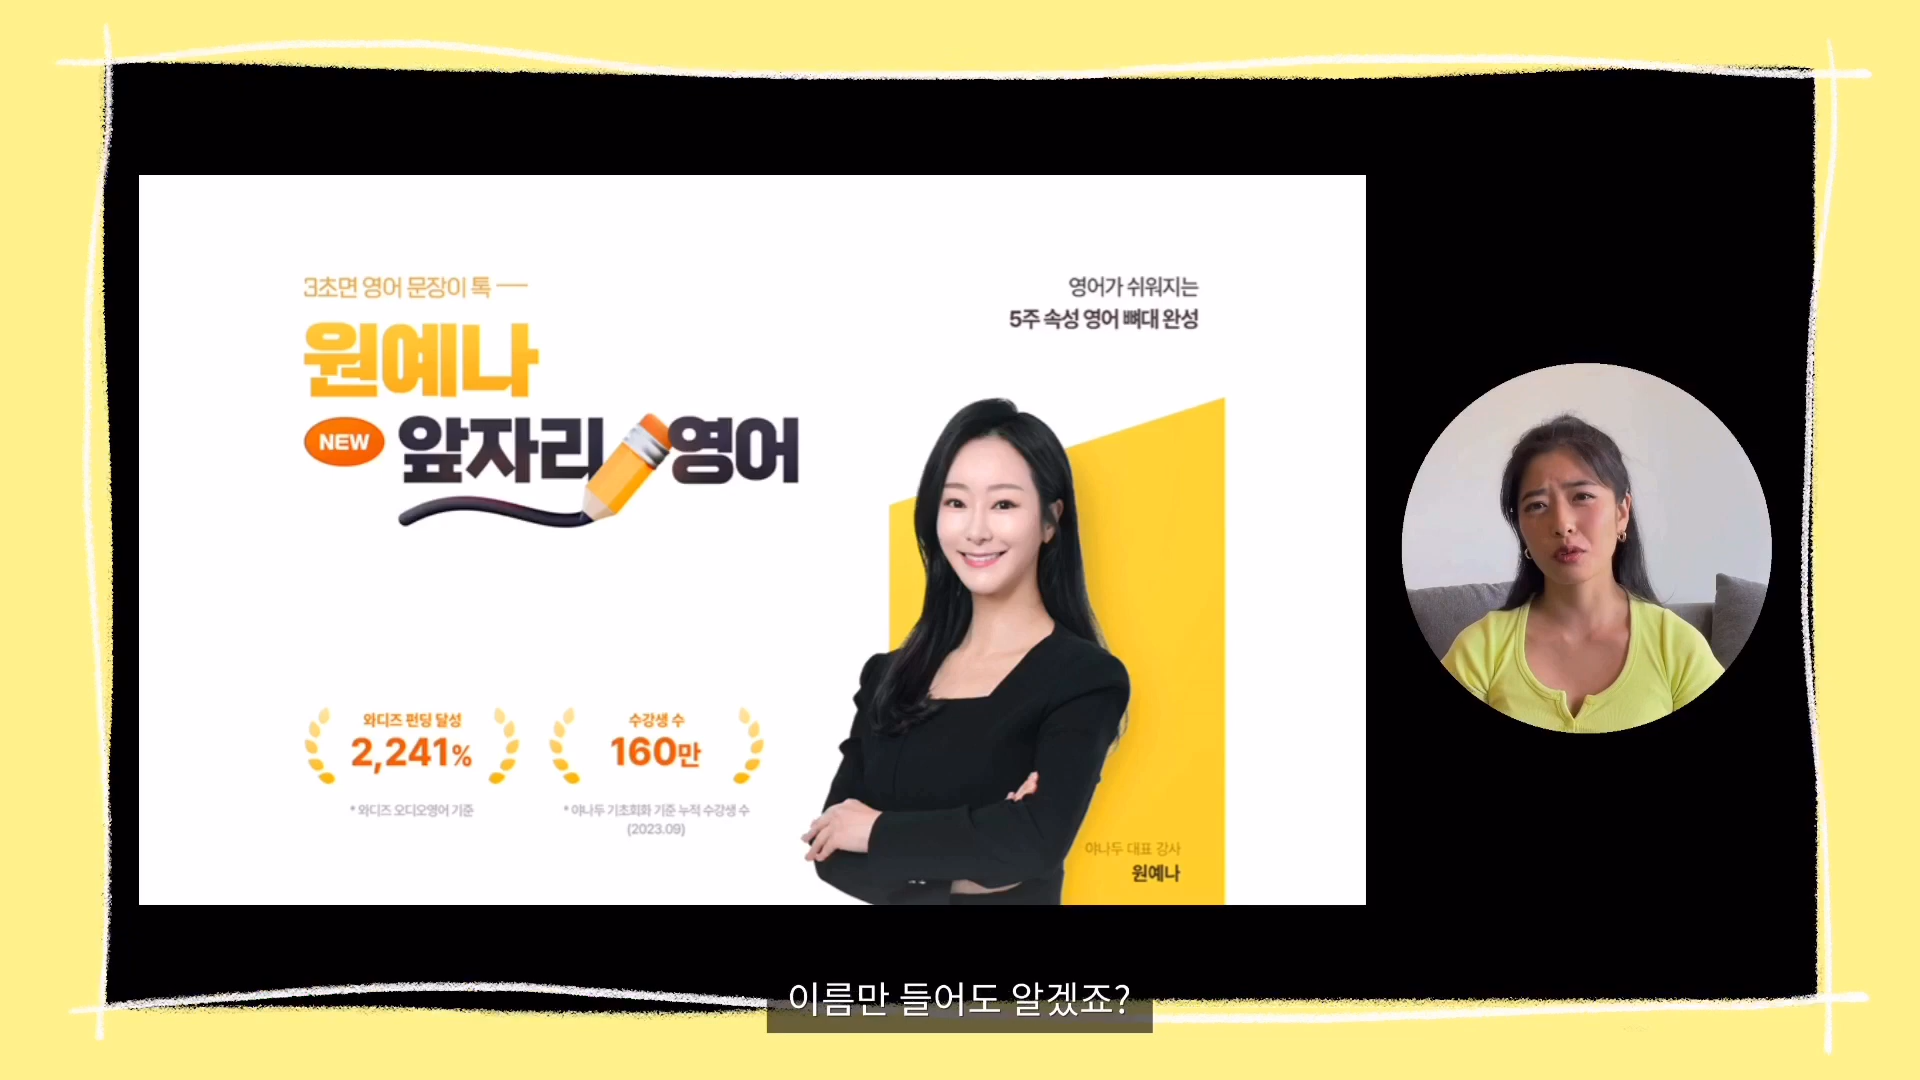 3초면 영어 문장이 톡
원예나
NEW 앞자리 영어
영어가 쉬워지는
5주 속성 영어 뼈대 완성
와디즈 펀딩 달성
2,241%
* 와디즈 오디오영어 기준
수강생 수
160만
* 야나두 기초회화 기준 누적 수강생 수
(2023.09)
야나두 대표 강사
원예나
이름만 들어도 알겠죠?